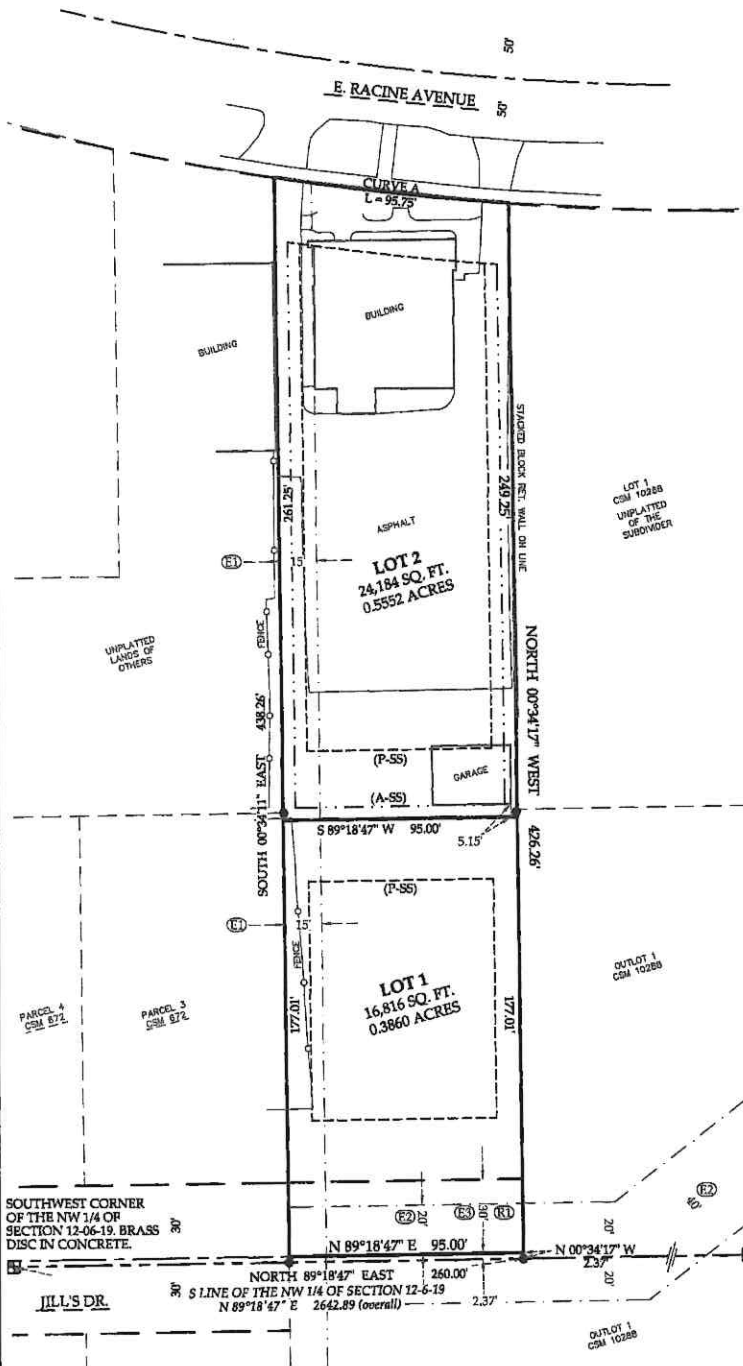 50'
E. RACINE AVENUE
50'
CURVE A
L = 95.75'
BUILDING
BUILDING
STACKED BLOCK RET. WALL ON LINE
261.25'
249.25'
LOT 1
CSM 10288
UNPLATTED
OF THE
SUBDIVIDER
ASPHALT
E1
15'
LOT 2
24,184 SQ. FT.
0.5552 ACRES
UNPLATTED
LANDS OF
OTHERS
FENCE
SOUTH 00°34'11" EAST 438.26'
NORTH 00°34'17" WEST 426.26'
(P-SS)
GARAGE
(A-SS)
S 89°18'47" W 95.00'
5.15'
(P-SS)
E1
15'
FENCE
177.01'
LOT 1
16,816 SQ. FT.
0.3860 ACRES
177.01'
OUTLOT 1
CSM 10288
PARCEL 4
CSM 672
PARCEL 3
CSM 672
SOUTHWEST CORNER
OF THE NW 1/4 OF
SECTION 12-06-19. BRASS
DISC IN CONCRETE.
30'
E2
20'
E3
30'
R1
40'
E2
20'
N 89°18'47" E 95.00'
N 00°34'17" W
2.37'
NORTH 89°18'47" EAST 260.00'
20'
JILL'S DR.
30'
S LINE OF THE NW 1/4 OF SECTION 12-6-19
N 89°18'47" E 2642.89 (overall)
2.37'
OUTLOT 1
CSM 10288